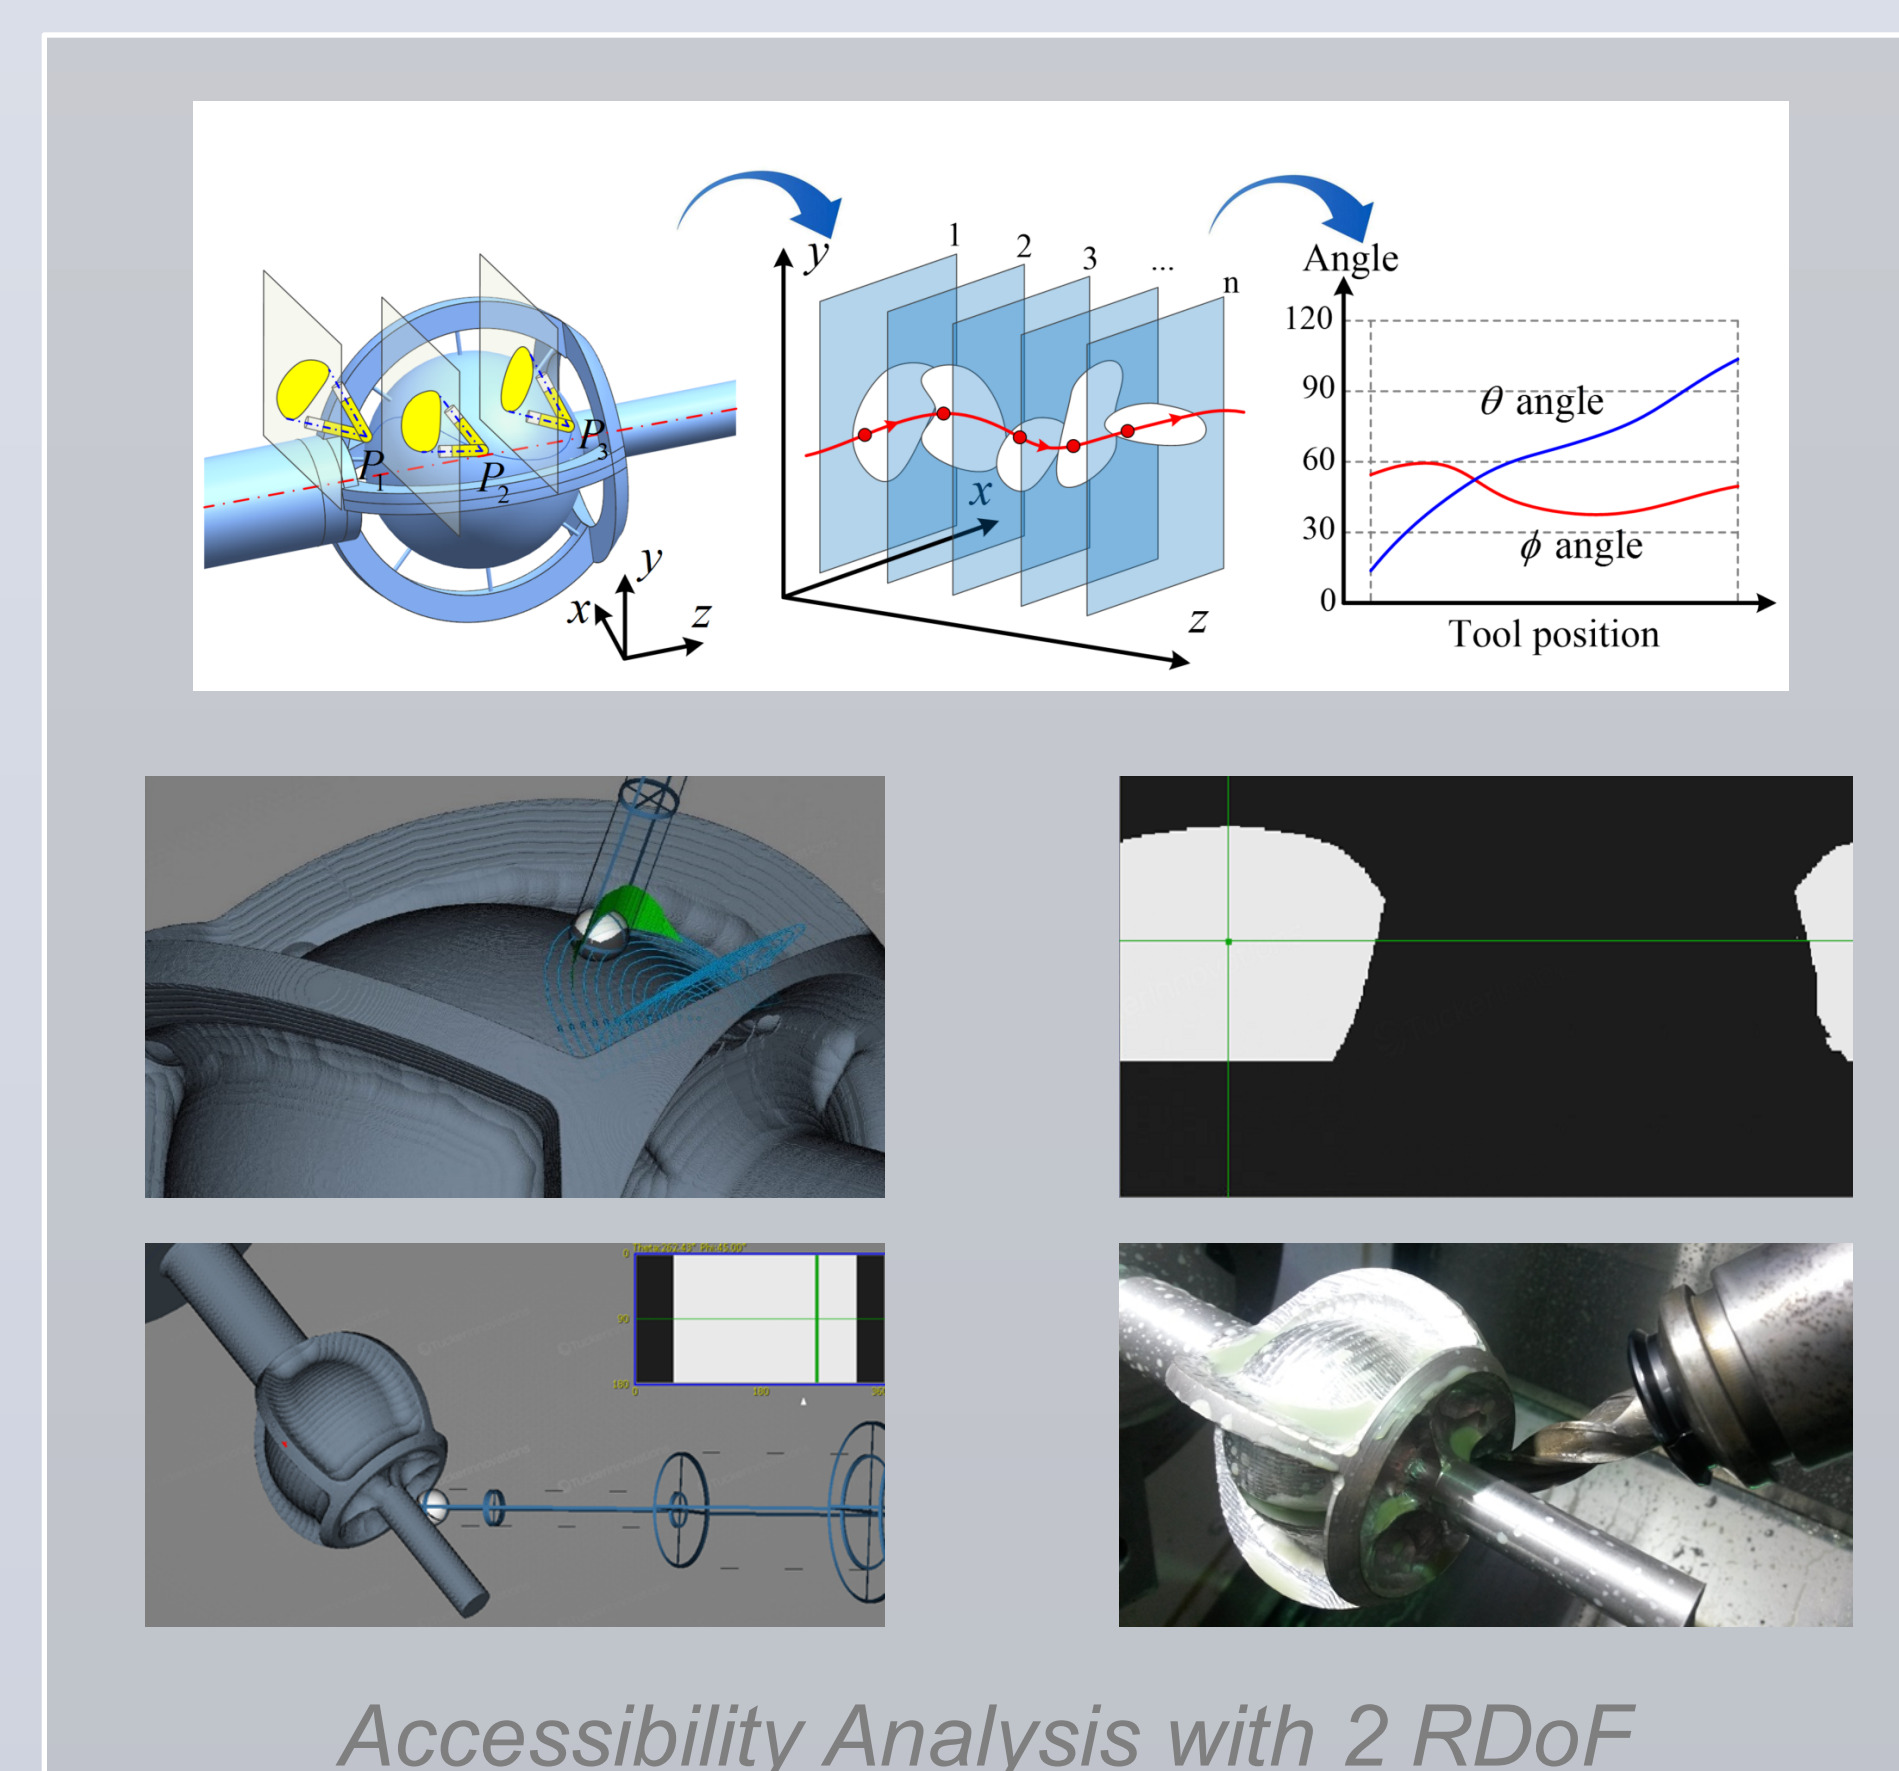 1
2
3
...
n
y
x
z
P1
P2
P3
y
x
z
Angle
120
90
60
30
0
θ angle
ϕ angle
Tool position
0
90
180
0
180
Accessibility Analysis with 2 RDoF